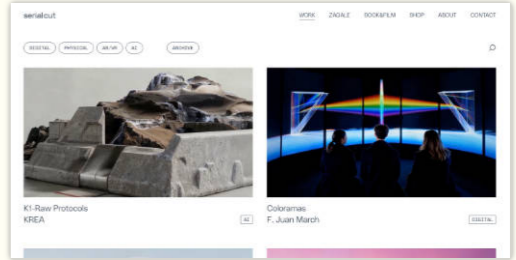 serialcut
WORK ZADALE BOOK&FILM SHOP ABOUT CONTACT
DIGITAL PHYSICAL AR/VR AI ARCHIVE
K1-Raw Protocols
KREA
AI
Coloramas
F. Juan March
DIGITAL